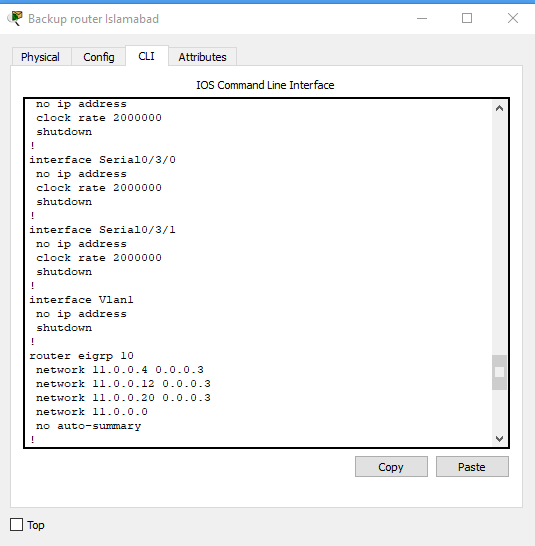 Backup router Islamabad
Physical Config CLI Attributes
IOS Command Line Interface
no ip address
clock rate 2000000
shutdown
!
interface Serial0/3/0
no ip address
clock rate 2000000
shutdown
!
interface Serial0/3/1
no ip address
clock rate 2000000
shutdown
!
interface Vlan1
no ip address
shutdown
!
router eigrp 10
network 11.0.0.4 0.0.0.3
network 11.0.0.12 0.0.0.3
network 11.0.0.20 0.0.0.3
network 11.0.0.0
no auto-summary
!
Copy Paste
Top